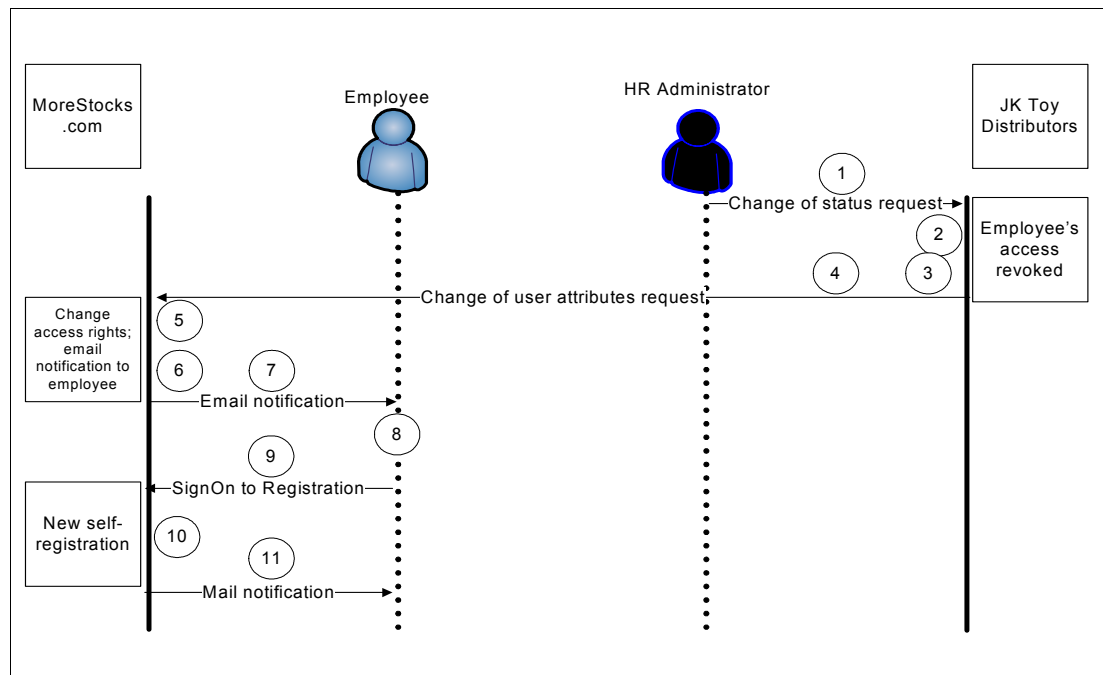 MoreStocks
.com
Employee
HR Administrator
JK Toy
Distributors
1
Change of status request
2
Employee's
access
revoked
4
3
Change of user attributes request
Change
access rights;
email
notification to
employee
5
6
7
Email notification
8
9
SignOn to Registration
New self-
registration
10
11
Mail notification